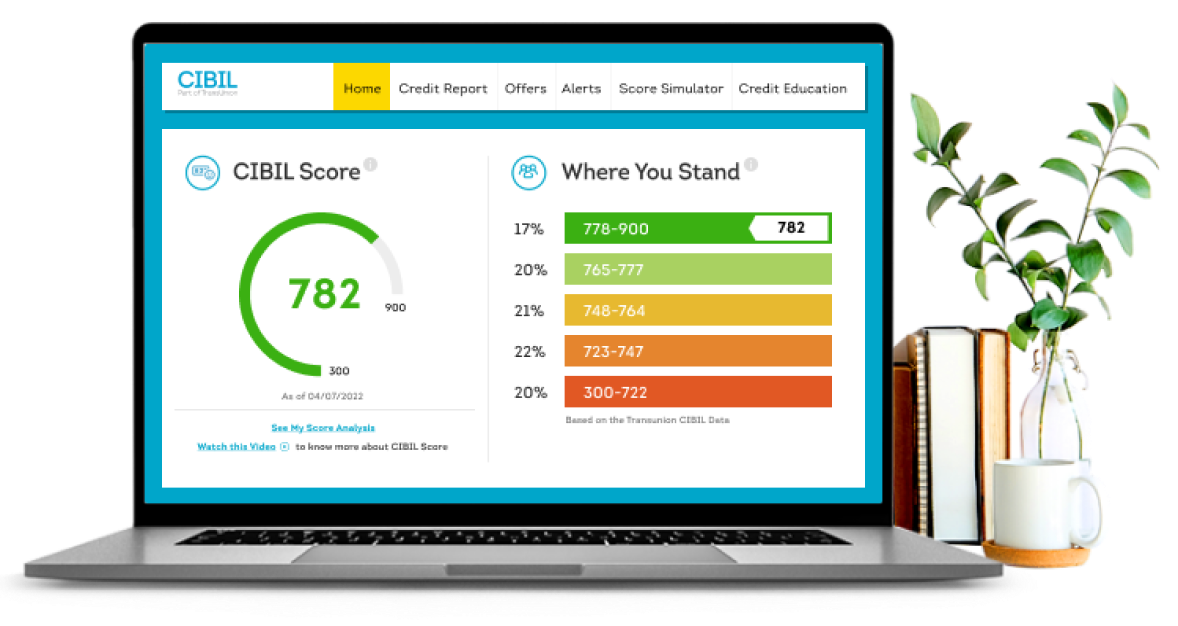 CIBIL
Part of TransUnion
Home Credit Report Offers Alerts Score Simulator Credit Education
CIBIL Score
782
900
300
As of 04/07/2022
See My Score Analysis
Watch this Video to know more about CIBIL Score
Where You Stand
17% 778-900 782
20% 765-777
21% 748-764
22% 723-747
20% 300-722
Based on the Transunion CIBIL Data